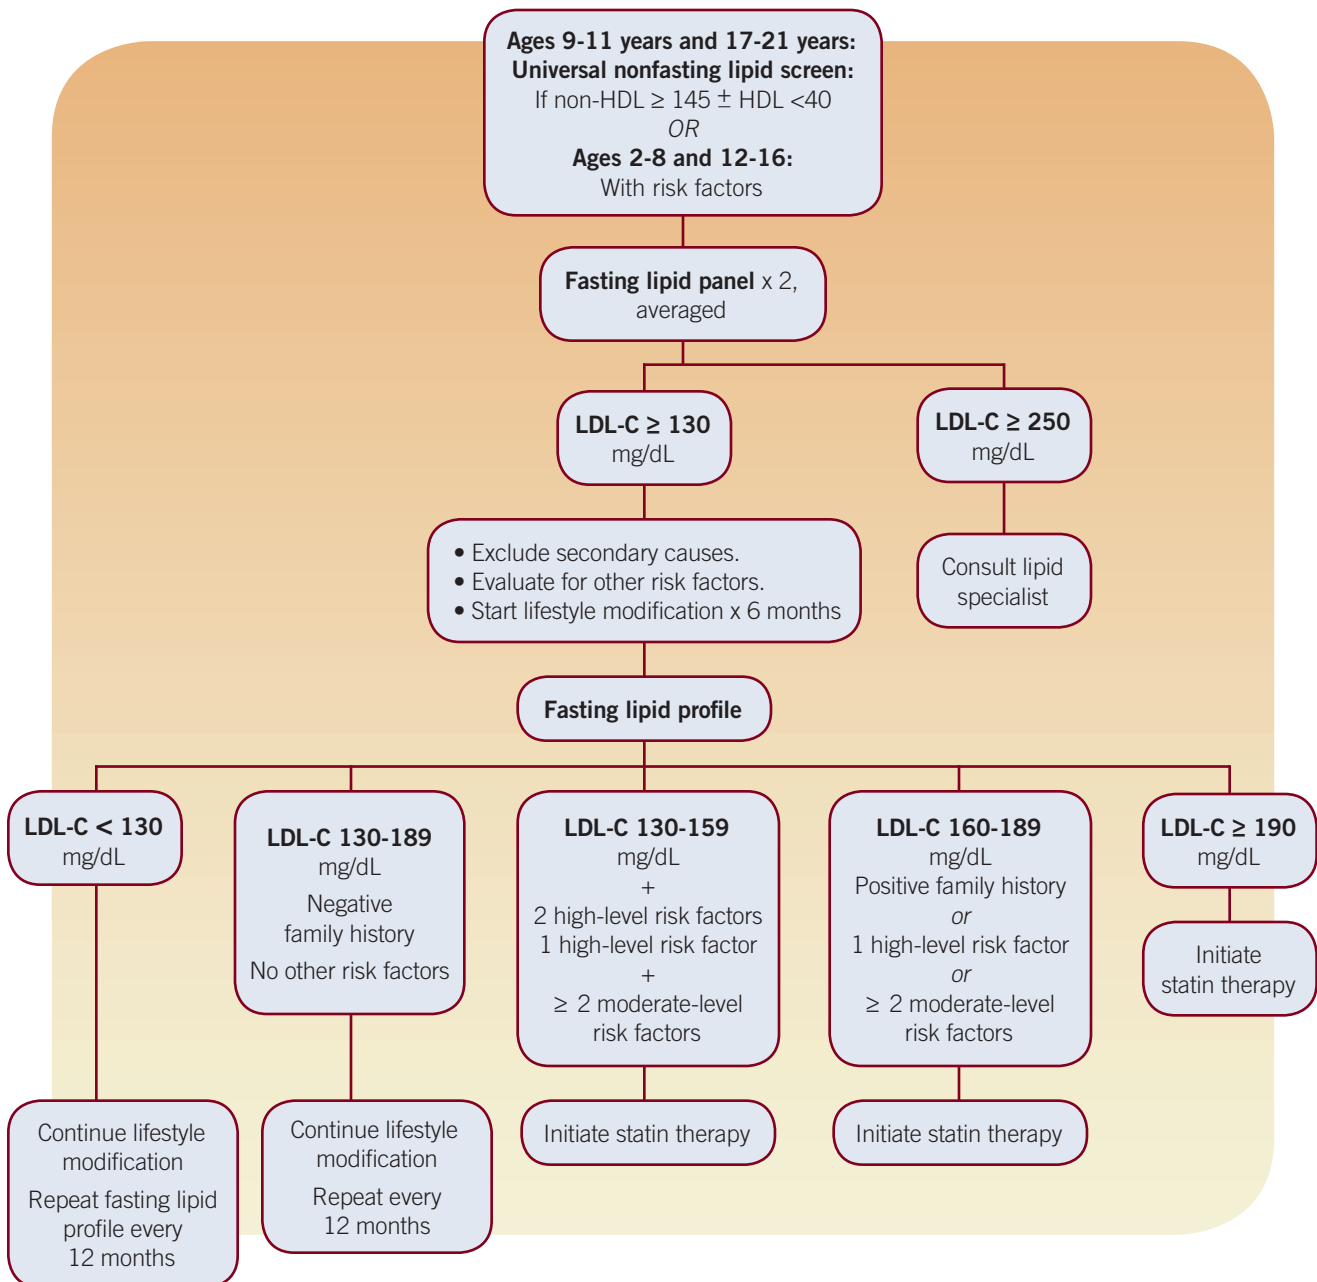 Ages 9-11 years and 17-21 years:
Universal nonfasting lipid screen:
If non-HDL ≥ 145 ± HDL <40
OR
Ages 2-8 and 12-16:
With risk factors
Fasting lipid panel x 2,
averaged
LDL-C ≥ 130
mg/dL
LDL-C ≥ 250
mg/dL
• Exclude secondary causes.
• Evaluate for other risk factors.
• Start lifestyle modification x 6 months
Consult lipid
specialist
Fasting lipid profile
LDL-C < 130
mg/dL
LDL-C 130-189
mg/dL
Negative
family history
No other risk factors
LDL-C 130-159
mg/dL
+
2 high-level risk factors
1 high-level risk factor
+
≥ 2 moderate-level
risk factors
LDL-C 160-189
mg/dL
Positive family history
or
1 high-level risk factor
or
≥ 2 moderate-level
risk factors
LDL-C ≥ 190
mg/dL
Initiate
statin therapy
Continue lifestyle
modification
Repeat fasting lipid
profile every
12 months
Continue lifestyle
modification
Repeat every
12 months
Initiate statin therapy
Initiate statin therapy